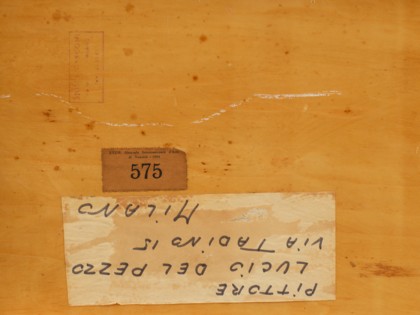 575
PITTORE
LUCIO DEL PEZZO
VIA TADINO 15
MILANO